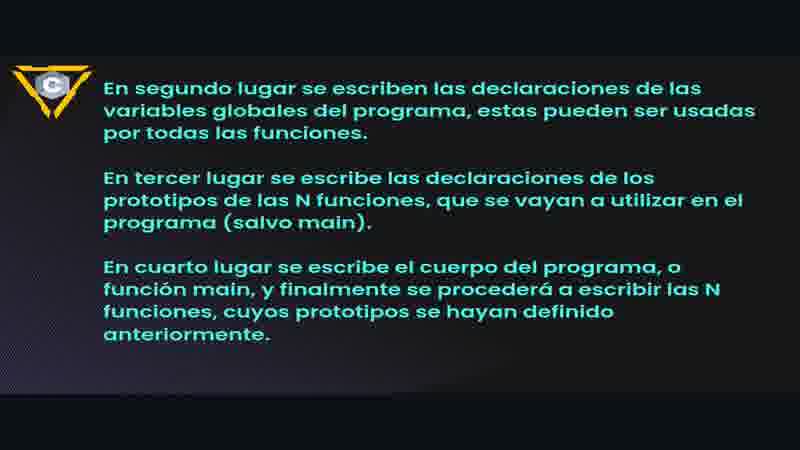 C
En segundo lugar se escriben las declaraciones de las
variables globales del programa, estas pueden ser usadas
por todas las funciones.
En tercer lugar se escribe las declaraciones de los
prototipos de las N funciones, que se vayan a utilizar en el
programa (salvo main).
En cuarto lugar se escribe el cuerpo del programa, o
función main, y finalmente se procederá a escribir las N
funciones, cuyos prototipos se hayan definido
anteriormente.